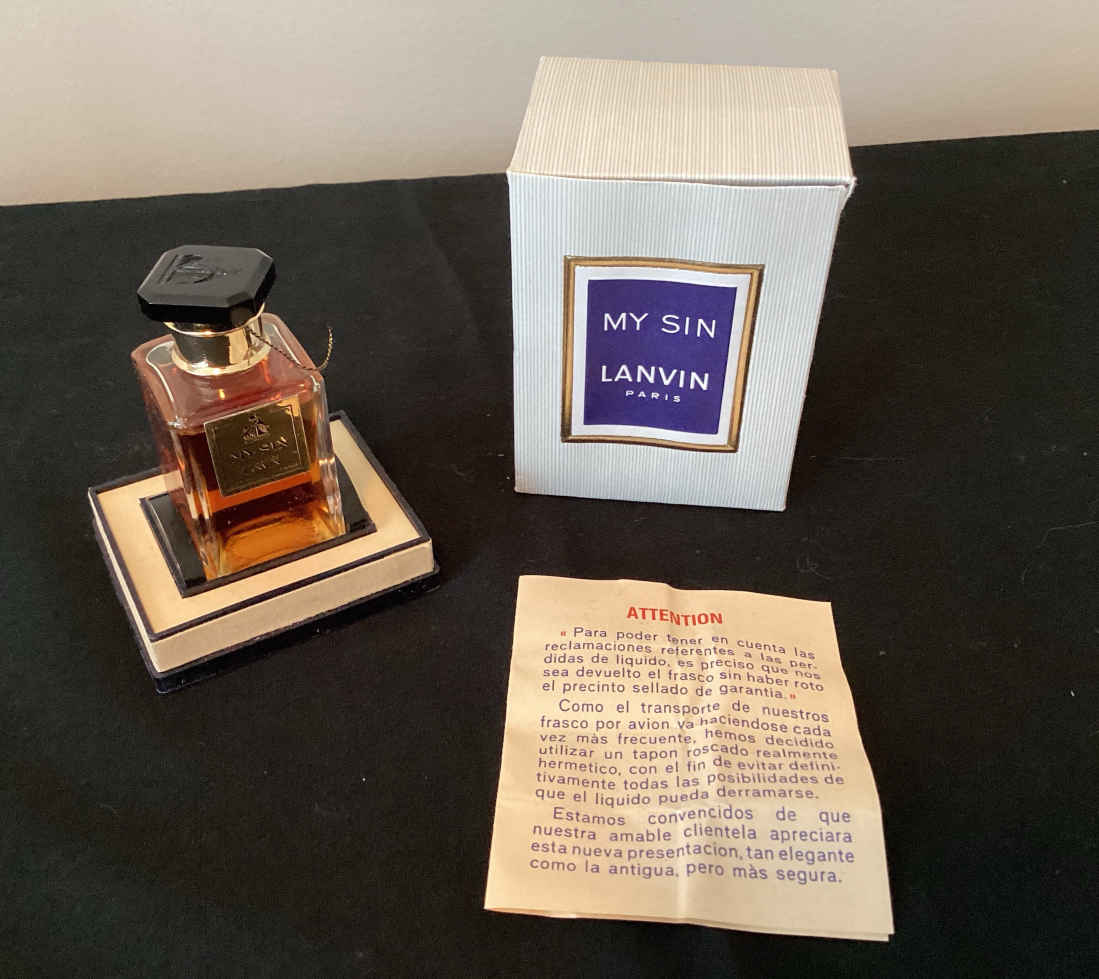 MY SIN
LANVIN
PARIS
MY SIN
ATTENTION
« Para poder tener en cuenta las
reclamaciones referentes a las per-
didas de liquido, es preciso que nos
sea devuelto el frasco sin haber roto
el precinto sellado de garantia. »
Como el transporte de nuestros
frasco por avion va haciendose cada
vez màs frecuente, hemos decidido
utilizar un tapon roscado realmente
hermetico, con el fin de evitar defini-
tivamente todas las posibilidades de
que el liquido pueda derramarse.
Estamos convencidos de que
nuestra amable clientela apreciara
esta nueva presentacion, tan elegante
como la antigua, pero màs segura.